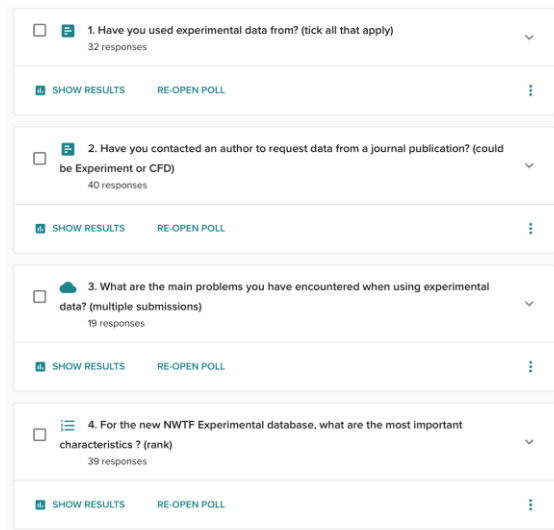 1. Have you used experimental data from? (tick all that apply)
32 responses
SHOW RESULTS RE-OPEN POLL
2. Have you contacted an author to request data from a journal publication? (could
be Experiment or CFD)
40 responses
SHOW RESULTS RE-OPEN POLL
3. What are the main problems you have encountered when using experimental
data? (multiple submissions)
19 responses
SHOW RESULTS RE-OPEN POLL
4. For the new NWTF Experimental database, what are the most important
characteristics ? (rank)
39 responses
SHOW RESULTS RE-OPEN POLL